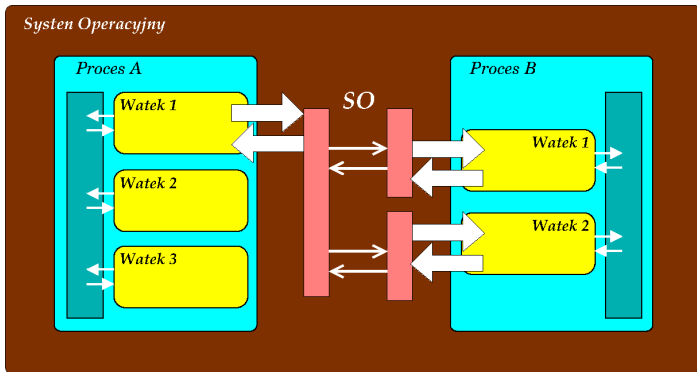 Systen Operacyjny
Proces A
Watek 1
Watek 2
Watek 3
SO
Proces B
Watek 1
Watek 2